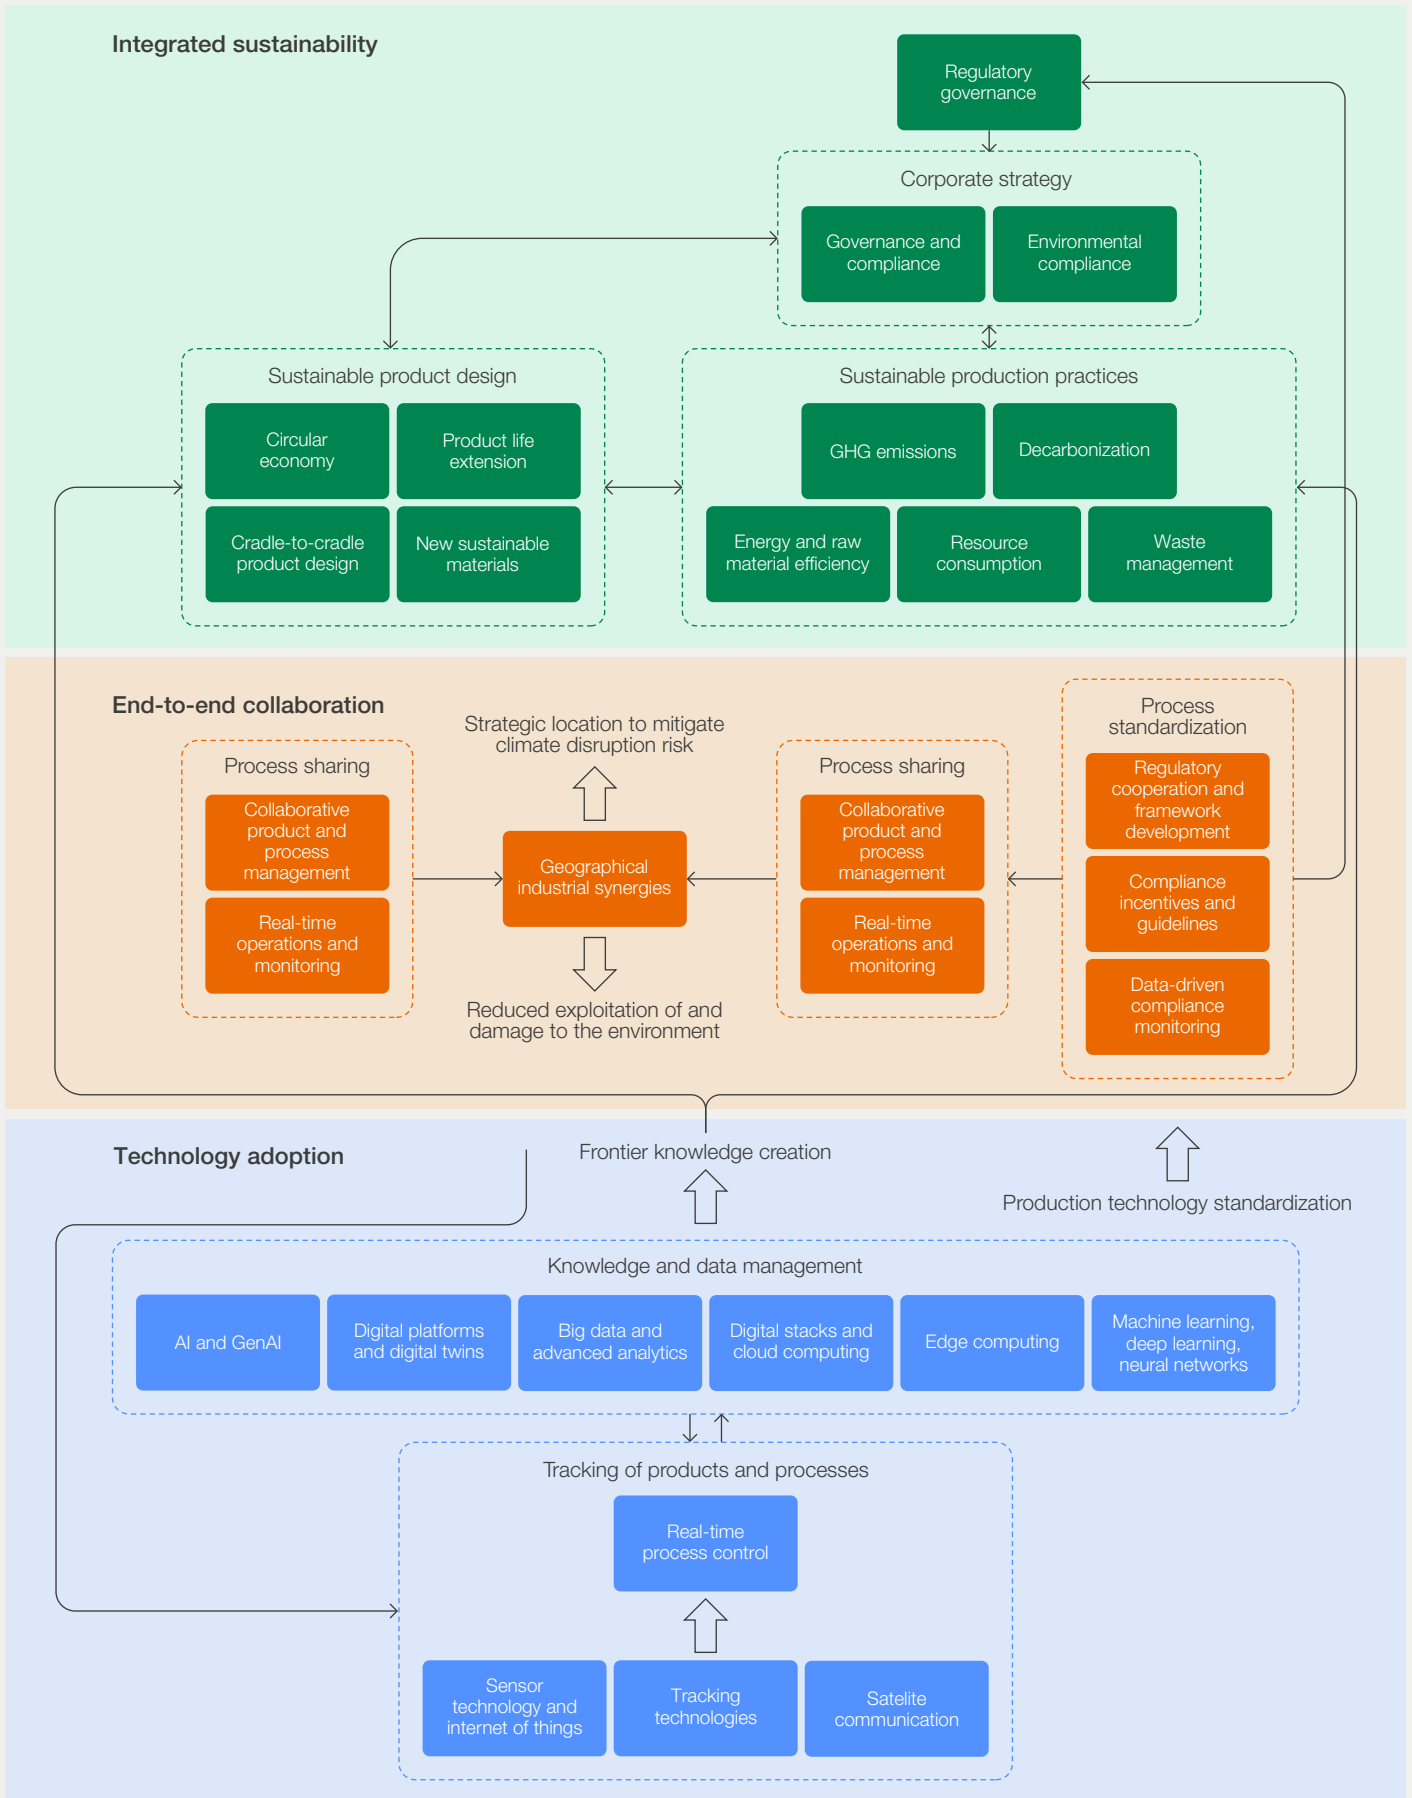 Integrated sustainability
Regulatory
governance
Corporate strategy
Governance and
compliance
Environmental
compliance
Sustainable product design
Circular
economy
Product life
extension
Cradle-to-cradle
product design
New sustainable
materials
Sustainable production practices
GHG emissions
Decarbonization
Energy and raw
material efficiency
Resource
consumption
Waste
management
End-to-end collaboration
Process sharing
Collaborative
product and
process
management
Real-time
operations and
monitoring
Strategic location to mitigate
climate disruption risk
Geographical
industrial synergies
Reduced exploitation of and
damage to the environment
Process sharing
Collaborative
product and
process
management
Real-time
operations and
monitoring
Process
standardization
Regulatory
cooperation and
framework
development
Compliance
incentives and
guidelines
Data-driven
compliance
monitoring
Technology adoption
Frontier knowledge creation
Production technology standardization
Knowledge and data management
AI and GenAI
Digital platforms
and digital twins
Big data and
advanced analytics
Digital stacks and
cloud computing
Edge computing
Machine learning,
deep learning,
neural networks
Tracking of products and processes
Real-time
process control
Sensor
technology and
internet of things
Tracking
technologies
Satelite
communication